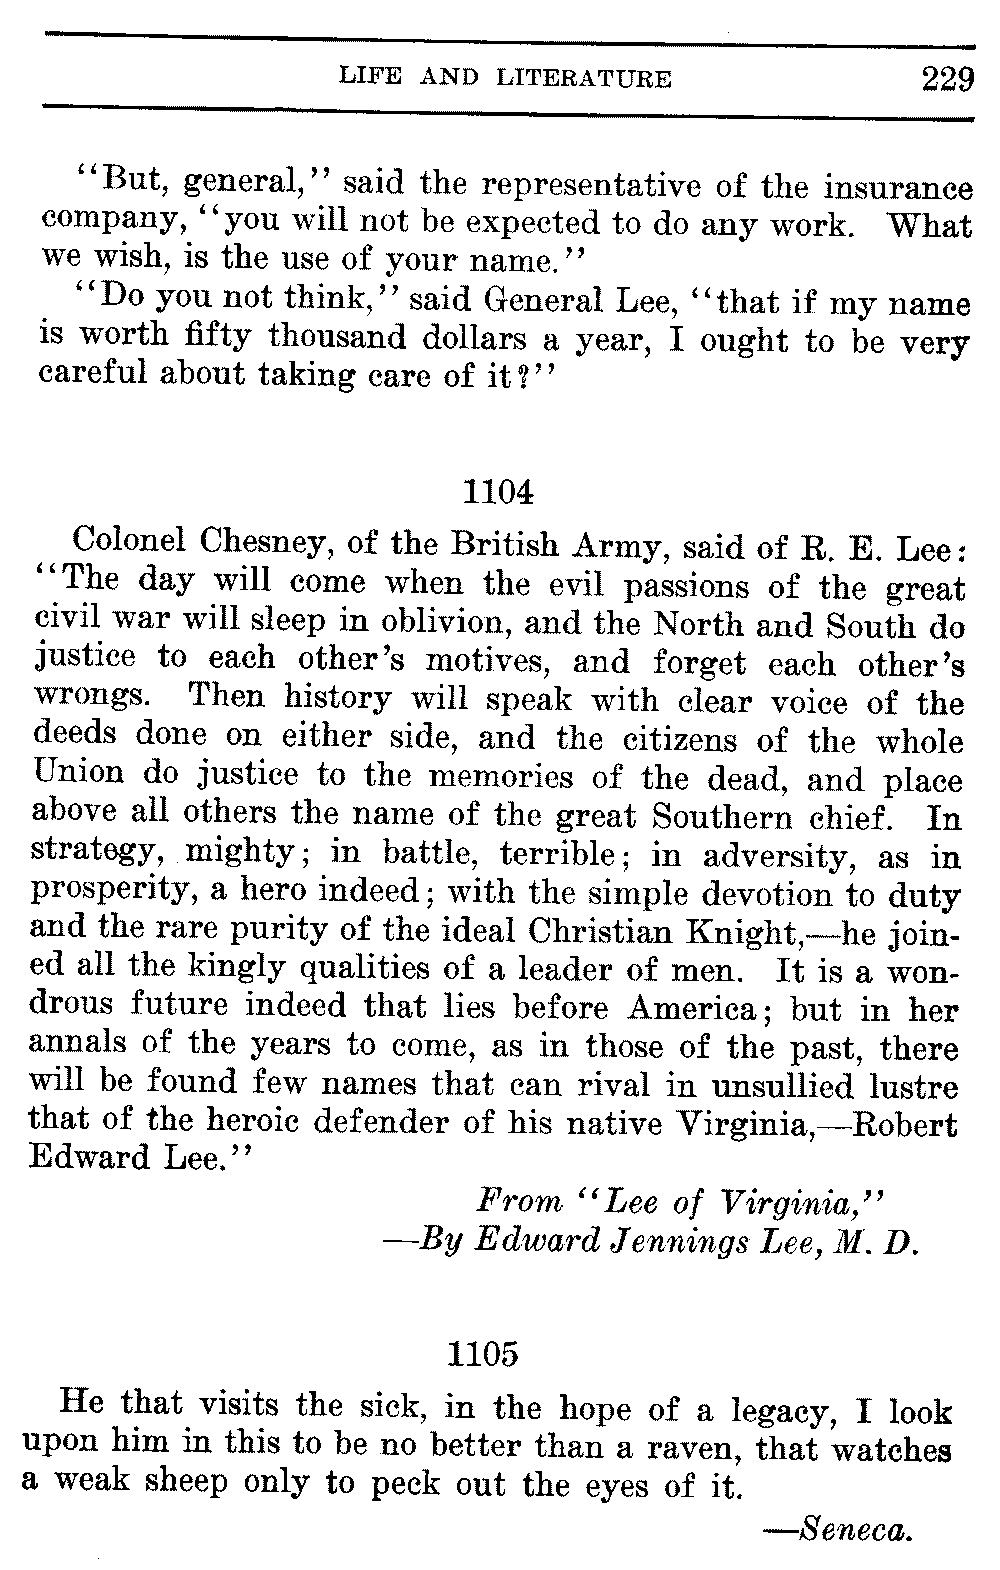 LIFE AND LITERATURE 229
“But, general,” said the representative of the insurance
company, “you will not be expected to do any work. What
we wish, is the use of your name.”
“Do you not think,” said General Lee, “that if my name
is worth fifty thousand dollars a year, I ought to be very
careful about taking care of it?”
1104
Colonel Chesney, of the British Army, said of R. E. Lee:
“The day will come when the evil passions of the great
civil war will sleep in oblivion, and the North and South do
justice to each other’s motives, and forget each other’s
wrongs. Then history will speak with clear voice of the
deeds done on either side, and the citizens of the whole
Union do justice to the memories of the dead, and place
above all others the name of the great Southern chief. In
strategy, mighty; in battle, terrible; in adversity, as in
prosperity, a hero indeed; with the simple devotion to duty
and the rare purity of the ideal Christian Knight,—he join-
ed all the kingly qualities of a leader of men. It is a won-
drous future indeed that lies before America; but in her
annals of the years to come, as in those of the past, there
will be found few names that can rival in unsullied lustre
that of the heroic defender of his native Virginia,—Robert
Edward Lee.”
From “Lee of Virginia,”
—By Edward Jennings Lee, M. D.
1105
He that visits the sick, in the hope of a legacy, I look
upon him in this to be no better than a raven, that watches
a weak sheep only to peck out the eyes of it.
—Seneca.